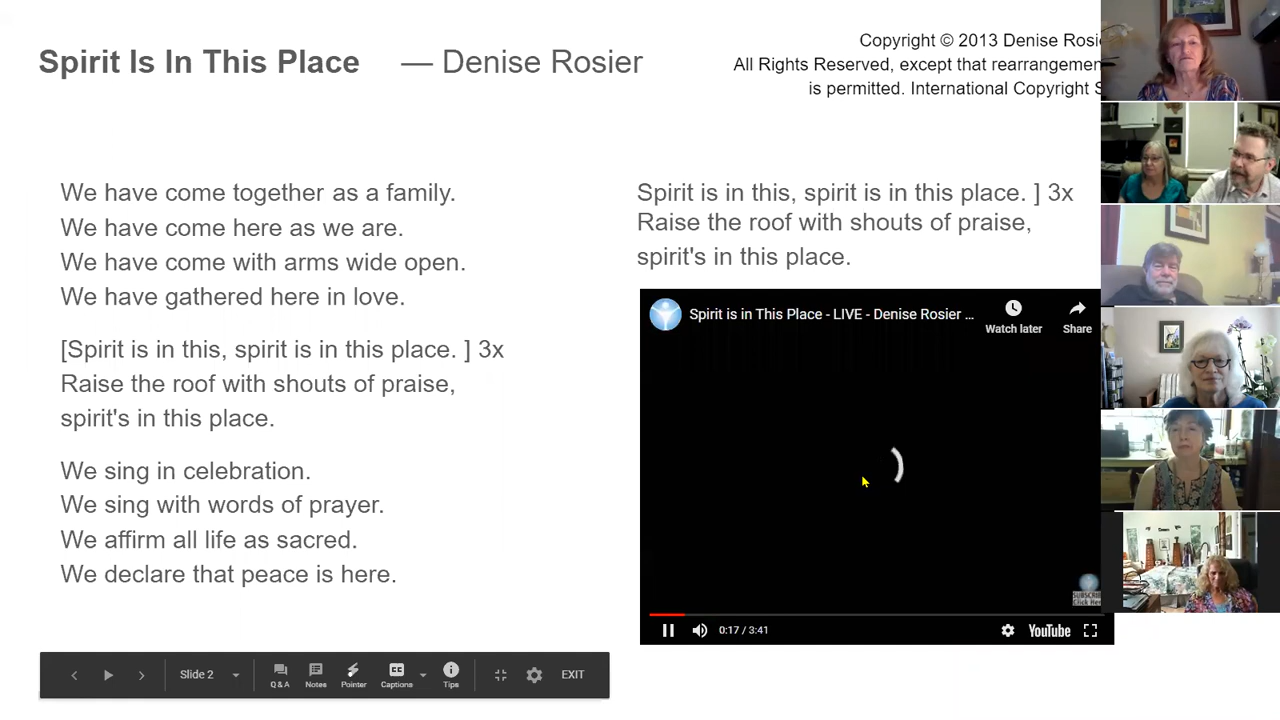 Spirit Is In This Place — Denise Rosier
Copyright © 2013 Denise
All Rights Reserved, except that rearrangement
is permitted. International Copyright
We have come together as a family.
We have come here as we are.
We have come with arms wide open.
We have gathered here in love.
[Spirit is in this, spirit is in this place. ] 3x
Raise the roof with shouts of praise,
spirit's in this place.
We sing in celebration.
We sing with words of prayer.
We affirm all life as sacred.
We declare that peace is here.
Spirit is in this, spirit is in this place. ] 3x
Raise the roof with shouts of praise,
spirit's in this place.
Spirit is in This Place - LIVE - Denise Rosier ...
Watch later
Share
0:17 / 3:41
YouTube
Slide 2
Q & A
Notes
Pointer
Captions
Tips
EXIT